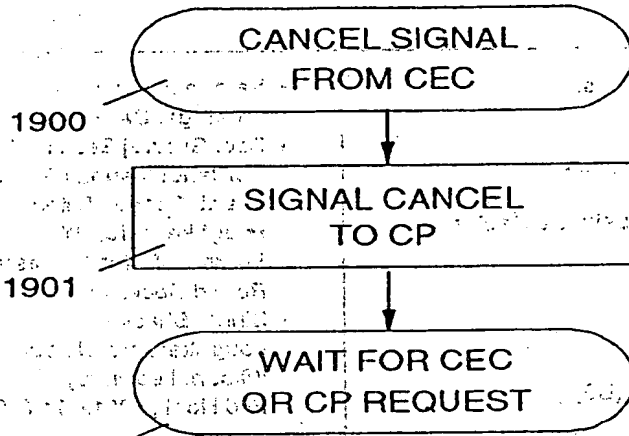 CANCEL SIGNAL
FROM CEC
1900
SIGNAL CANCEL
TO CP
1901
WAIT FOR CEC
OR CP REQUEST